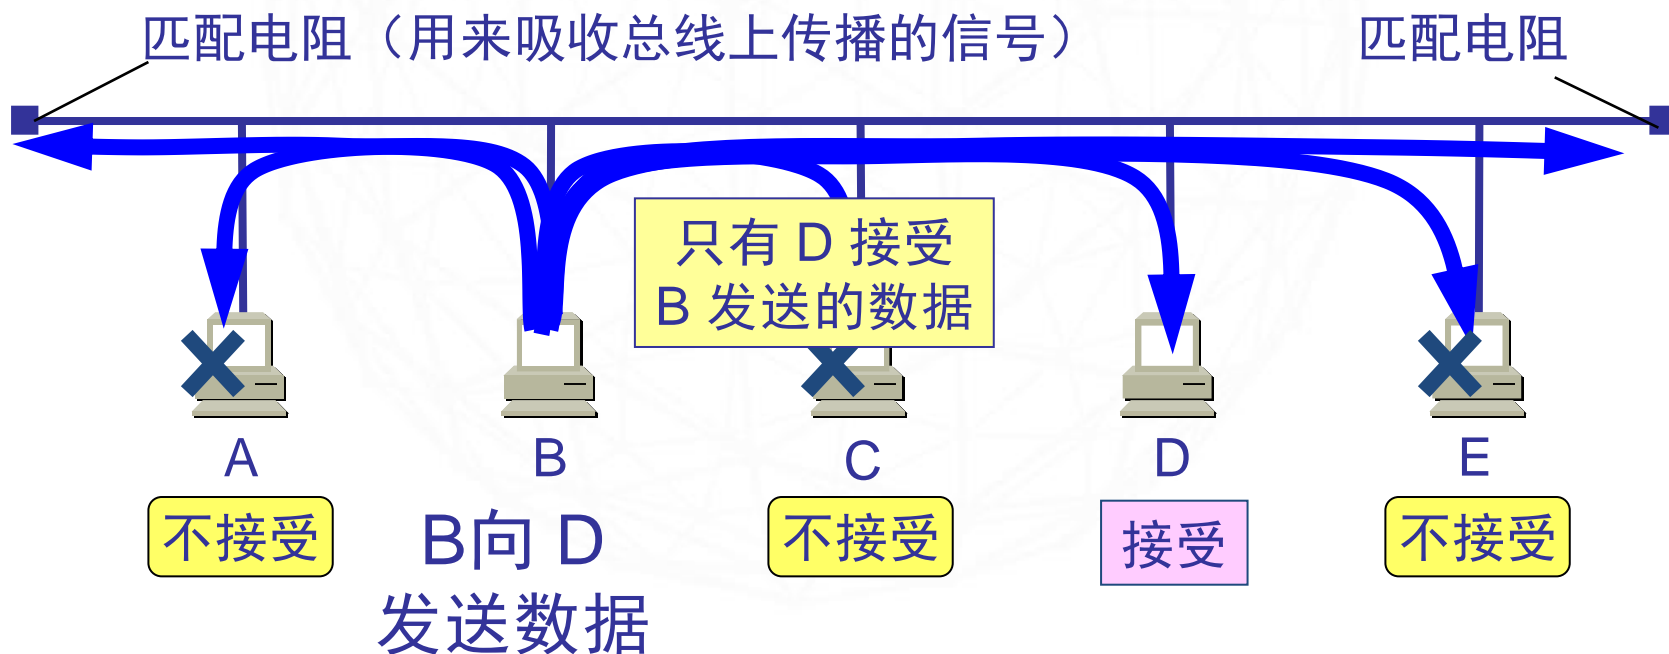 匹配电阻（用来吸收总线上传播的信号）
匹配电阻
只有 D 接受
B 发送的数据
A
B
C
D
E
不接受
B向 D
发送数据
不接受
接受
不接受